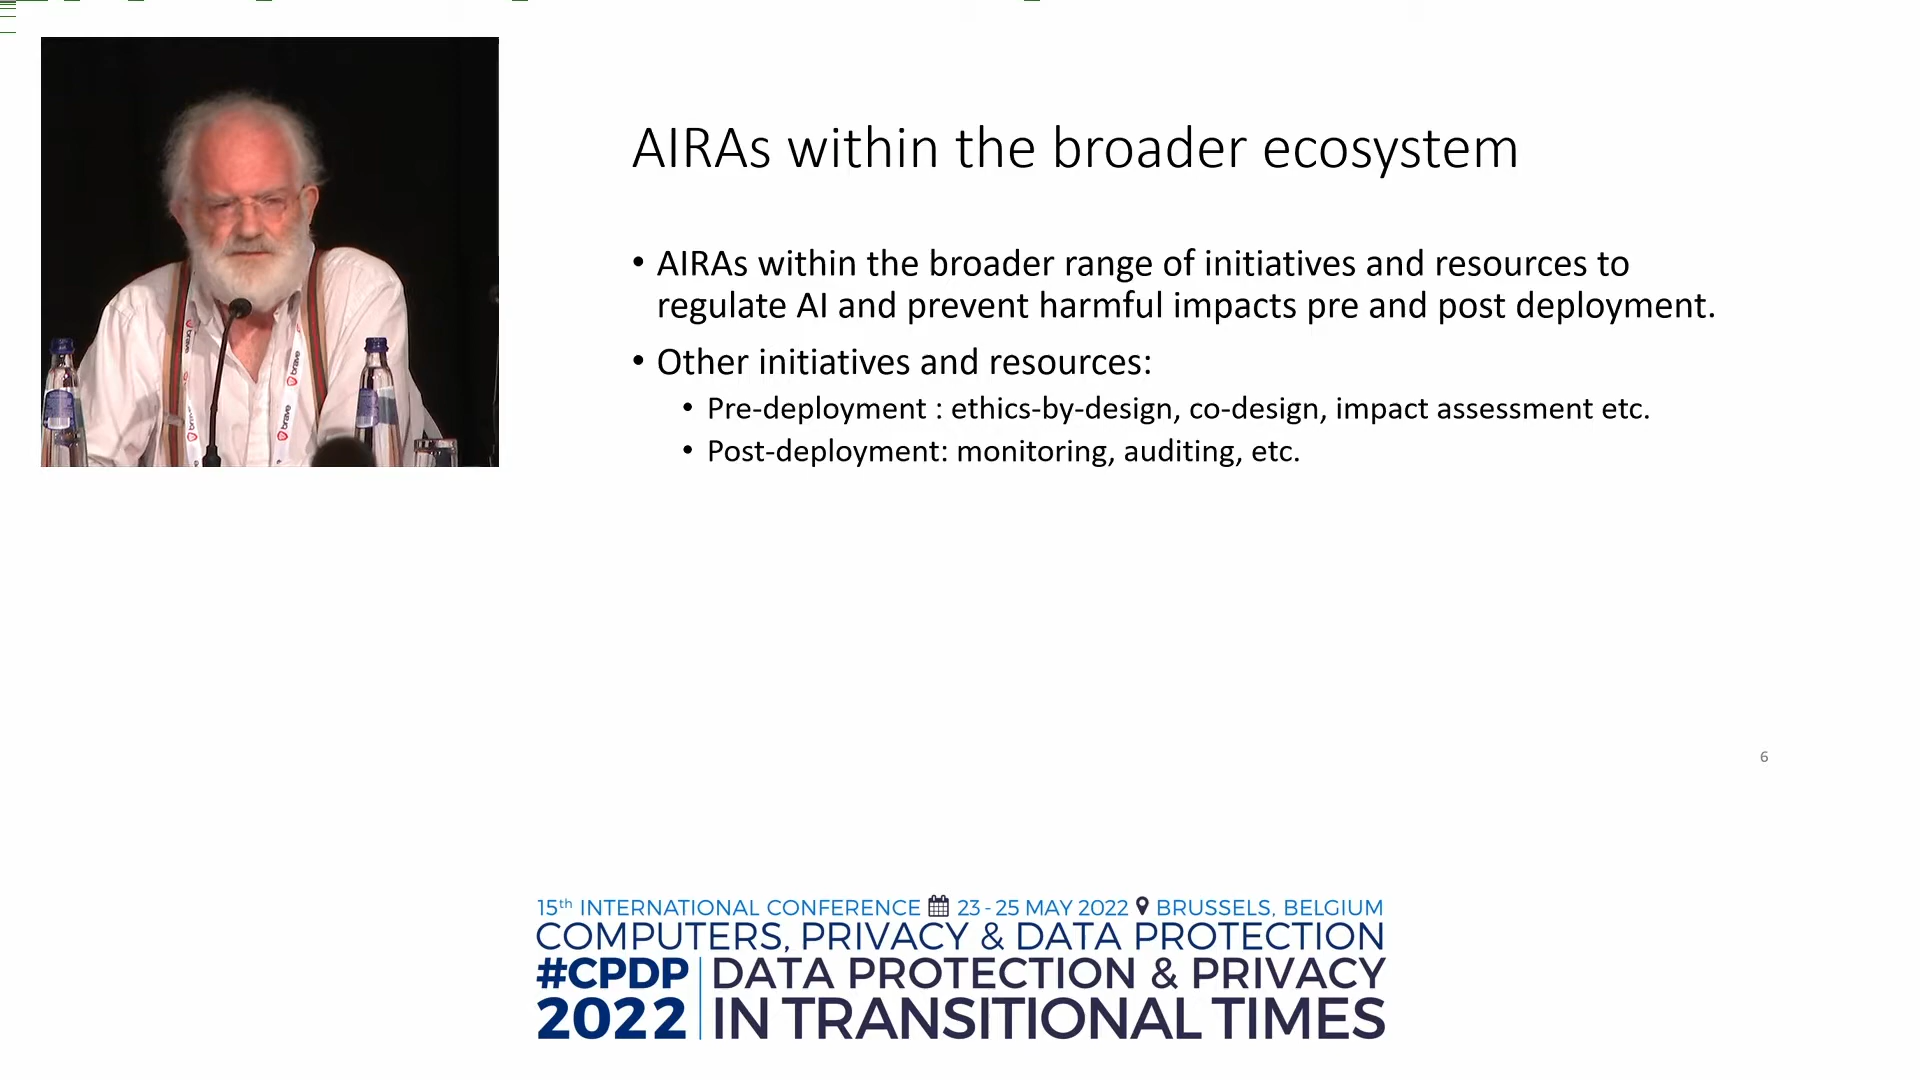 AIRAs within the broader ecosystem
• AIRAs within the broader range of initiatives and resources to
regulate AI and prevent harmful impacts pre and post deployment.
• Other initiatives and resources:
• Pre-deployment : ethics-by-design, co-design, impact assessment etc.
• Post-deployment: monitoring, auditing, etc.
brave
brave
brave
6
15th INTERNATIONAL CONFERENCE 23-25 MAY 2022 BRUSSELS, BELGIUM
COMPUTERS, PRIVACY & DATA PROTECTION
#CPDP DATA PROTECTION & PRIVACY
2022 IN TRANSITIONAL TIMES